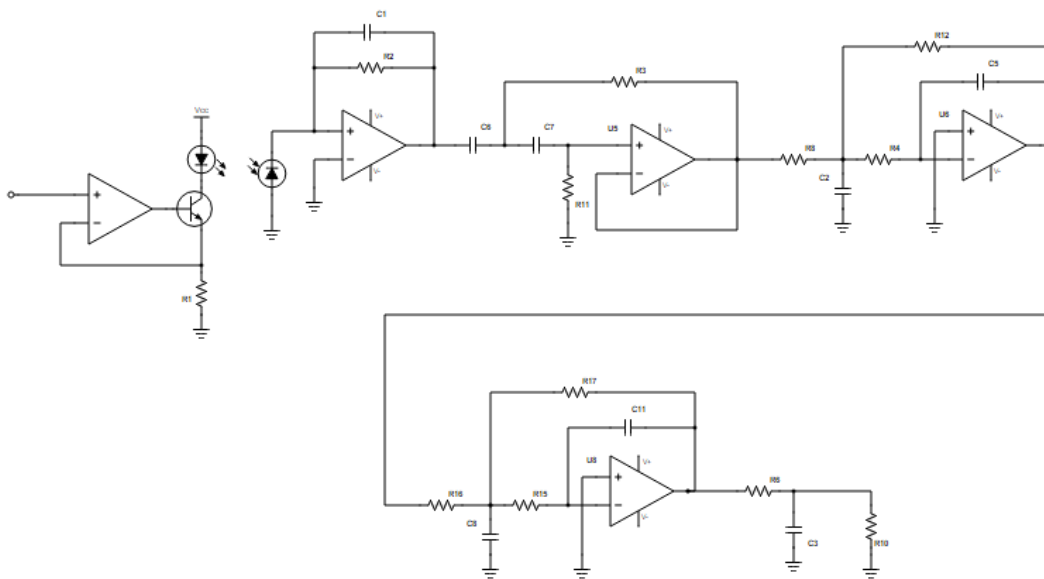 C1
R2
R3
R12
C5
Vcc
V+
V-
C6
C7
U5
V+
V-
R11
R5
C2
R4
U6
V+
V-
R1
R17
C11
U8
V+
V-
R16
R15
C8
R6
C3
R10